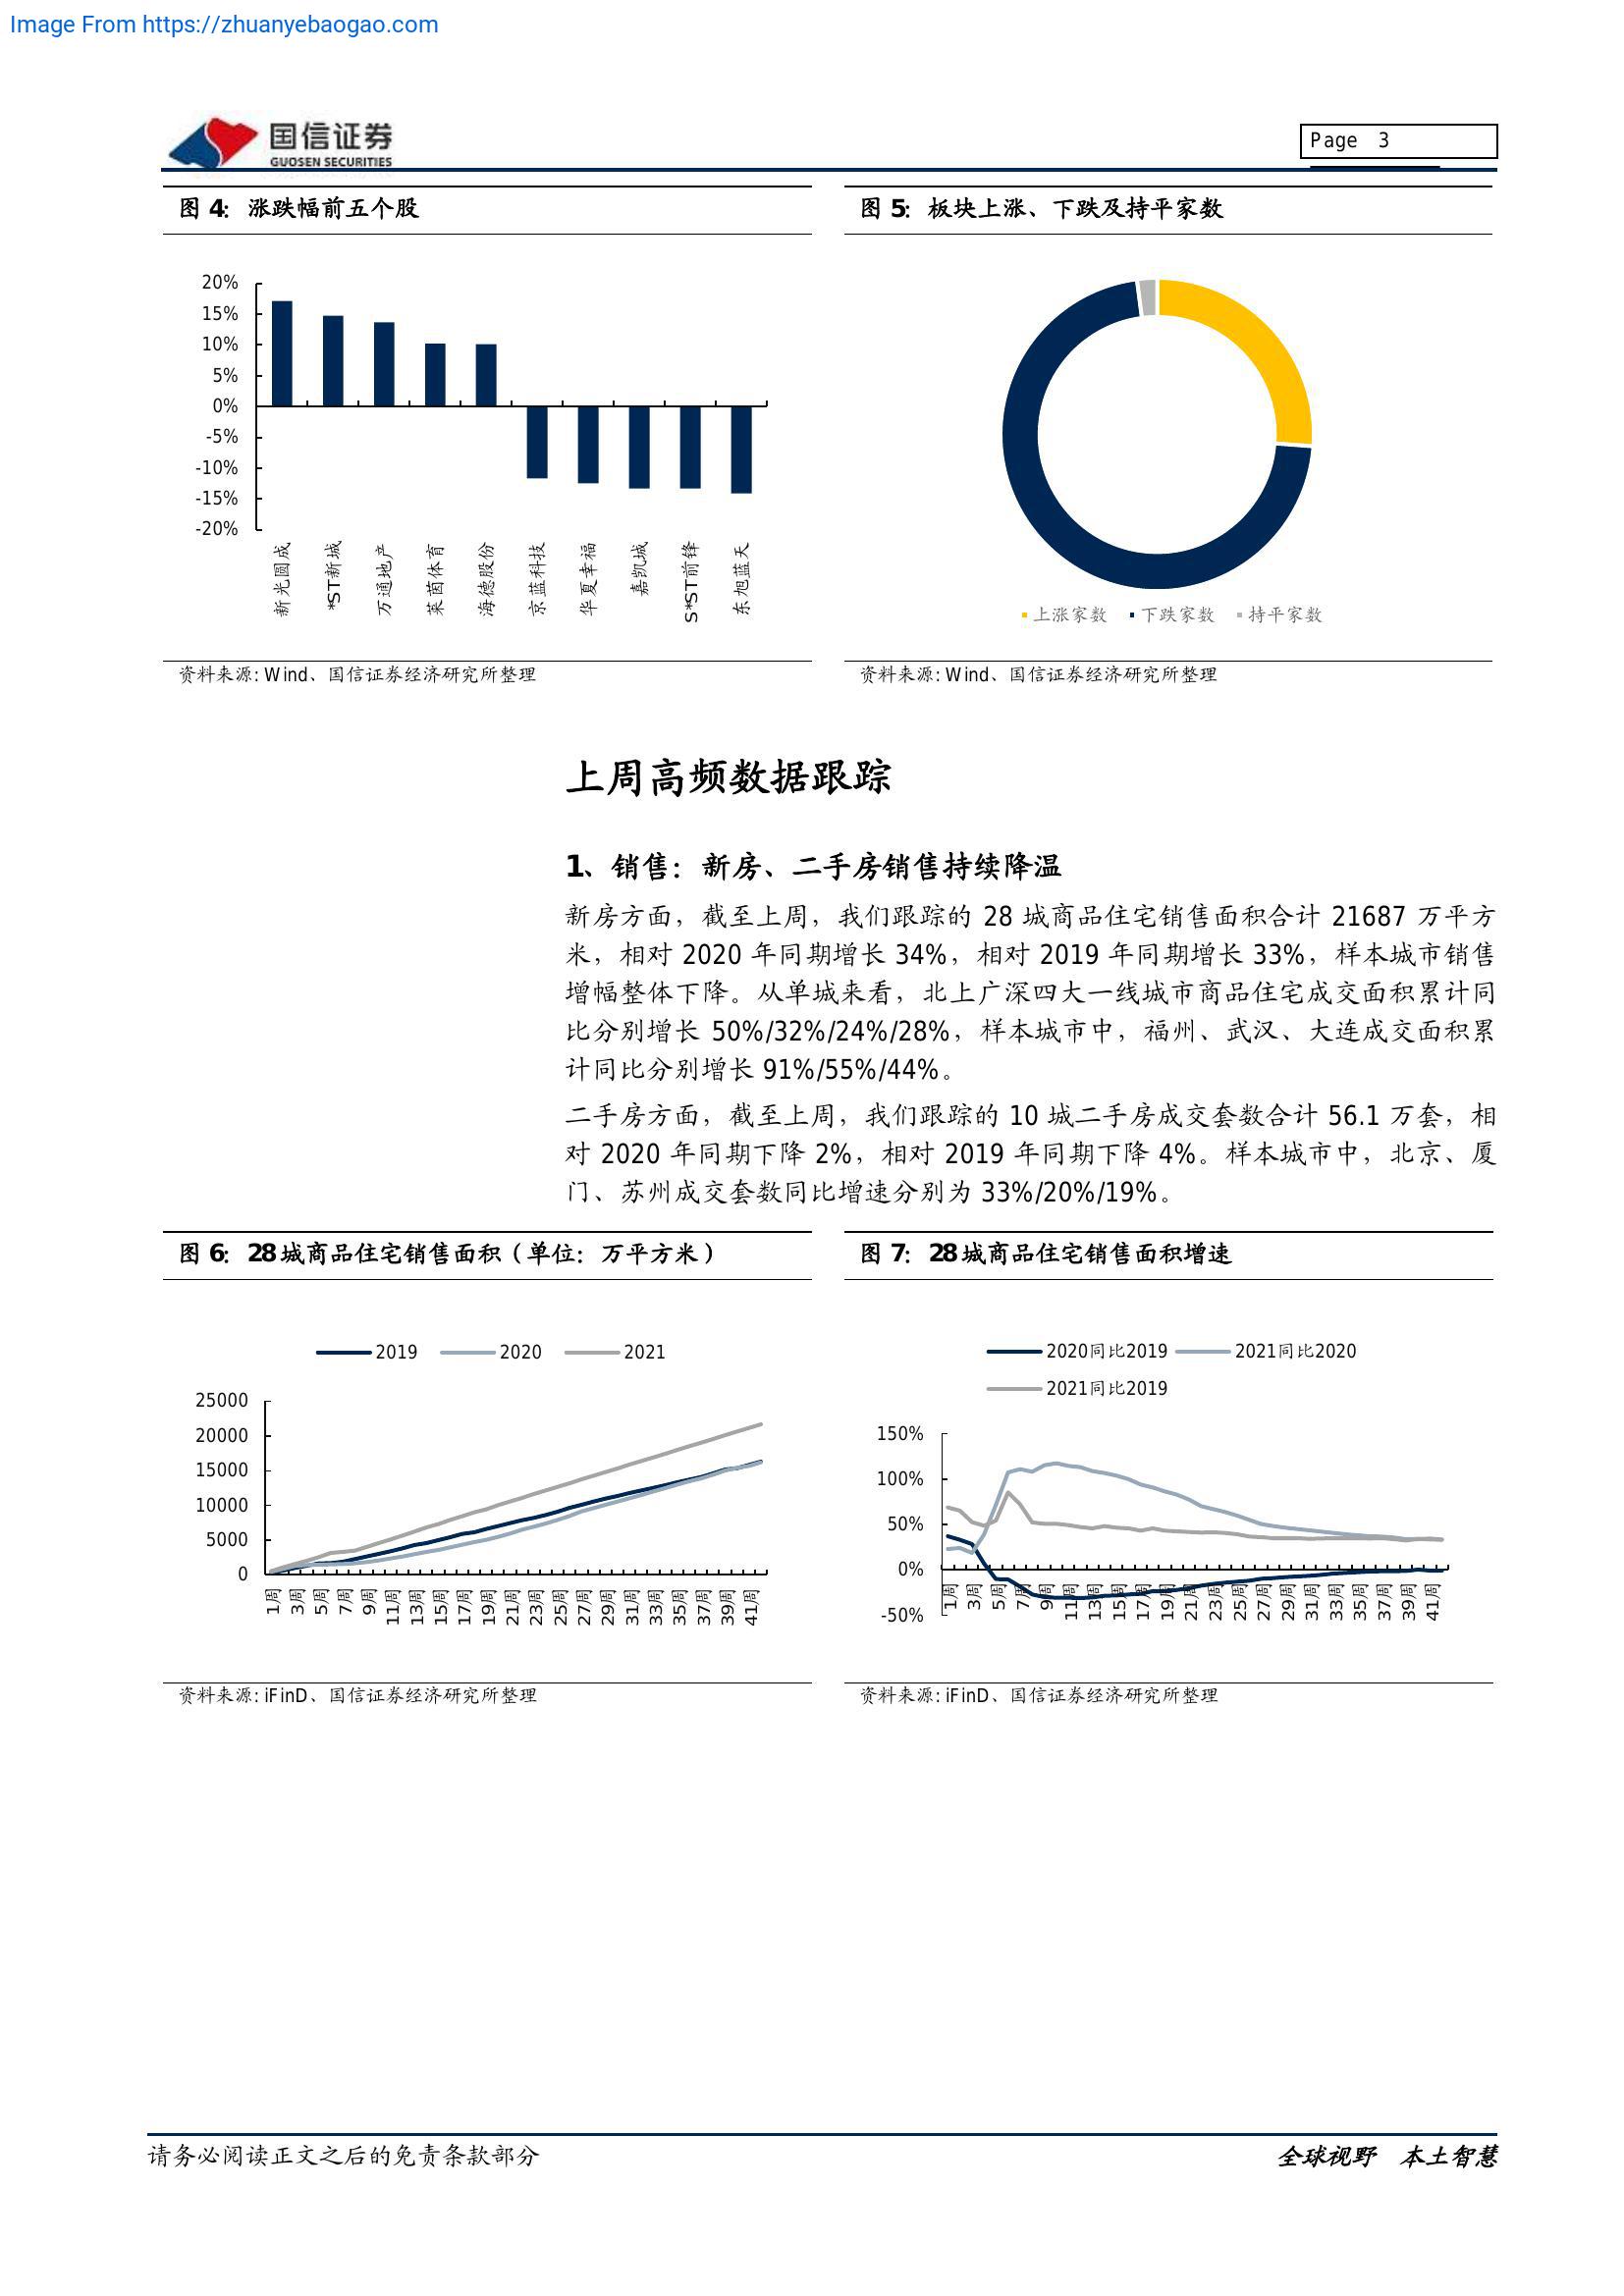 Image From https://zhuanyebaogao.com
国信证券
GUOSEN SECURITIES
Page 3
图 4：涨跌幅前五个股
20%
15%
10%
5%
0%
-5%
-10%
-15%
-20%
新光圆成
*ST新城
万通地产
莱茵体育
海德股份
京蓝科技
华夏幸福
嘉凯城
S*ST前锋
东旭蓝天
资料来源: Wind、国信证券经济研究所整理
图 5：板块上涨、下跌及持平家数
上涨家数 下跌家数 持平家数
资料来源: Wind、国信证券经济研究所整理
上周高频数据跟踪
1、销售：新房、二手房销售持续降温
新房方面，截至上周，我们跟踪的 28 城商品住宅销售面积合计 21687 万平方
米，相对 2020 年同期增长 34%，相对 2019 年同期增长 33%，样本城市销售
增幅整体下降。从单城来看，北上广深四大一线城市商品住宅成交面积累计同
比分别增长 50%/32%/24%/28%，样本城市中，福州、武汉、大连成交面积累
计同比分别增长 91%/55%/44%。
二手房方面，截至上周，我们跟踪的 10 城二手房成交套数合计 56.1 万套，相
对 2020 年同期下降 2%，相对 2019 年同期下降 4%。样本城市中，北京、厦
门、苏州成交套数同比增速分别为 33%/20%/19%。
图 6：28城商品住宅销售面积（单位：万平方米）
2019 2020 2021
25000
20000
15000
10000
5000
0
1周 3周 5周 7周 9周 11周 13周 15周 17周 19周 21周 23周 25周 27周 29周 31周 33周 35周 37周 39周 41周
资料来源: iFinD、国信证券经济研究所整理
图 7：28城商品住宅销售面积增速
2020同比2019 2021同比2020
2021同比2019
150%
100%
50%
0%
-50%
1周 3周 5周 7周 9周 11周 13周 15周 17周 19周 21周 23周 25周 27周 29周 31周 33周 35周 37周 39周 41周
资料来源: iFinD、国信证券经济研究所整理
请务必阅读正文之后的免责条款部分
全球视野 本土智慧